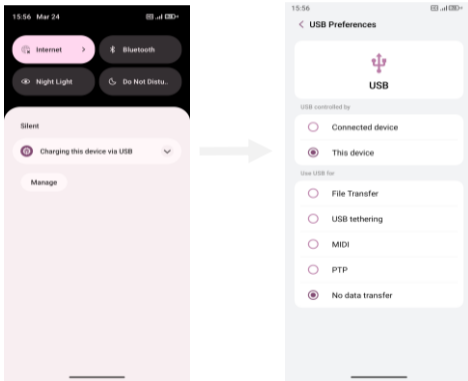 15:56 Mar 24
Internet
Bluetooth
Night Light
Do Not Distu..
Silent
Charging this device via USB
Manage
15:56
USB Preferences
USB
USB controlled by
Connected device
This device
Use USB for
File Transfer
USB tethering
MIDI
PTP
No data transfer